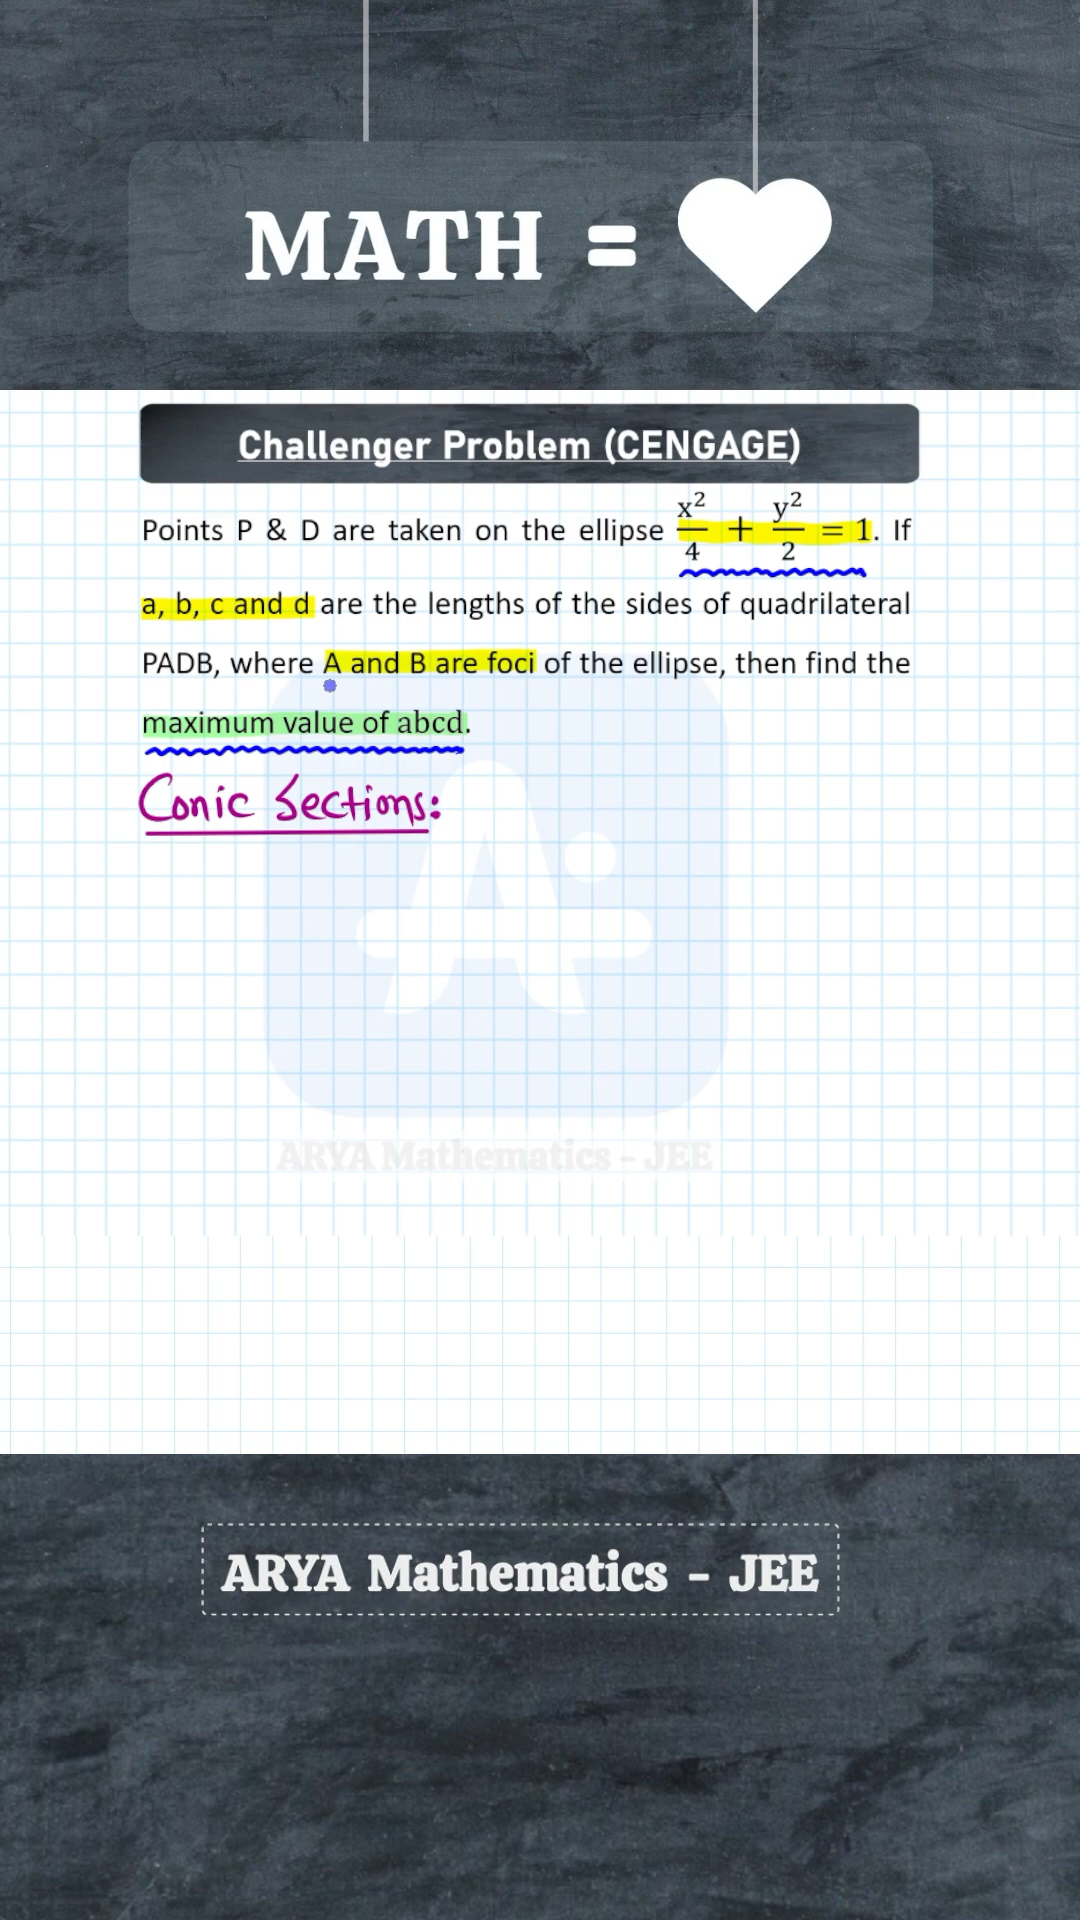 MATH =
Challenger Problem (CENGAGE)
Points P & D are taken on the ellipse x²/4 + y²/2 = 1. If
a, b, c and d are the lengths of the sides of quadrilateral
PADB, where A and B are foci of the ellipse, then find the
maximum value of abcd.
Conic Sections:
ARYA Mathematics - JEE
ARYA Mathematics - JEE